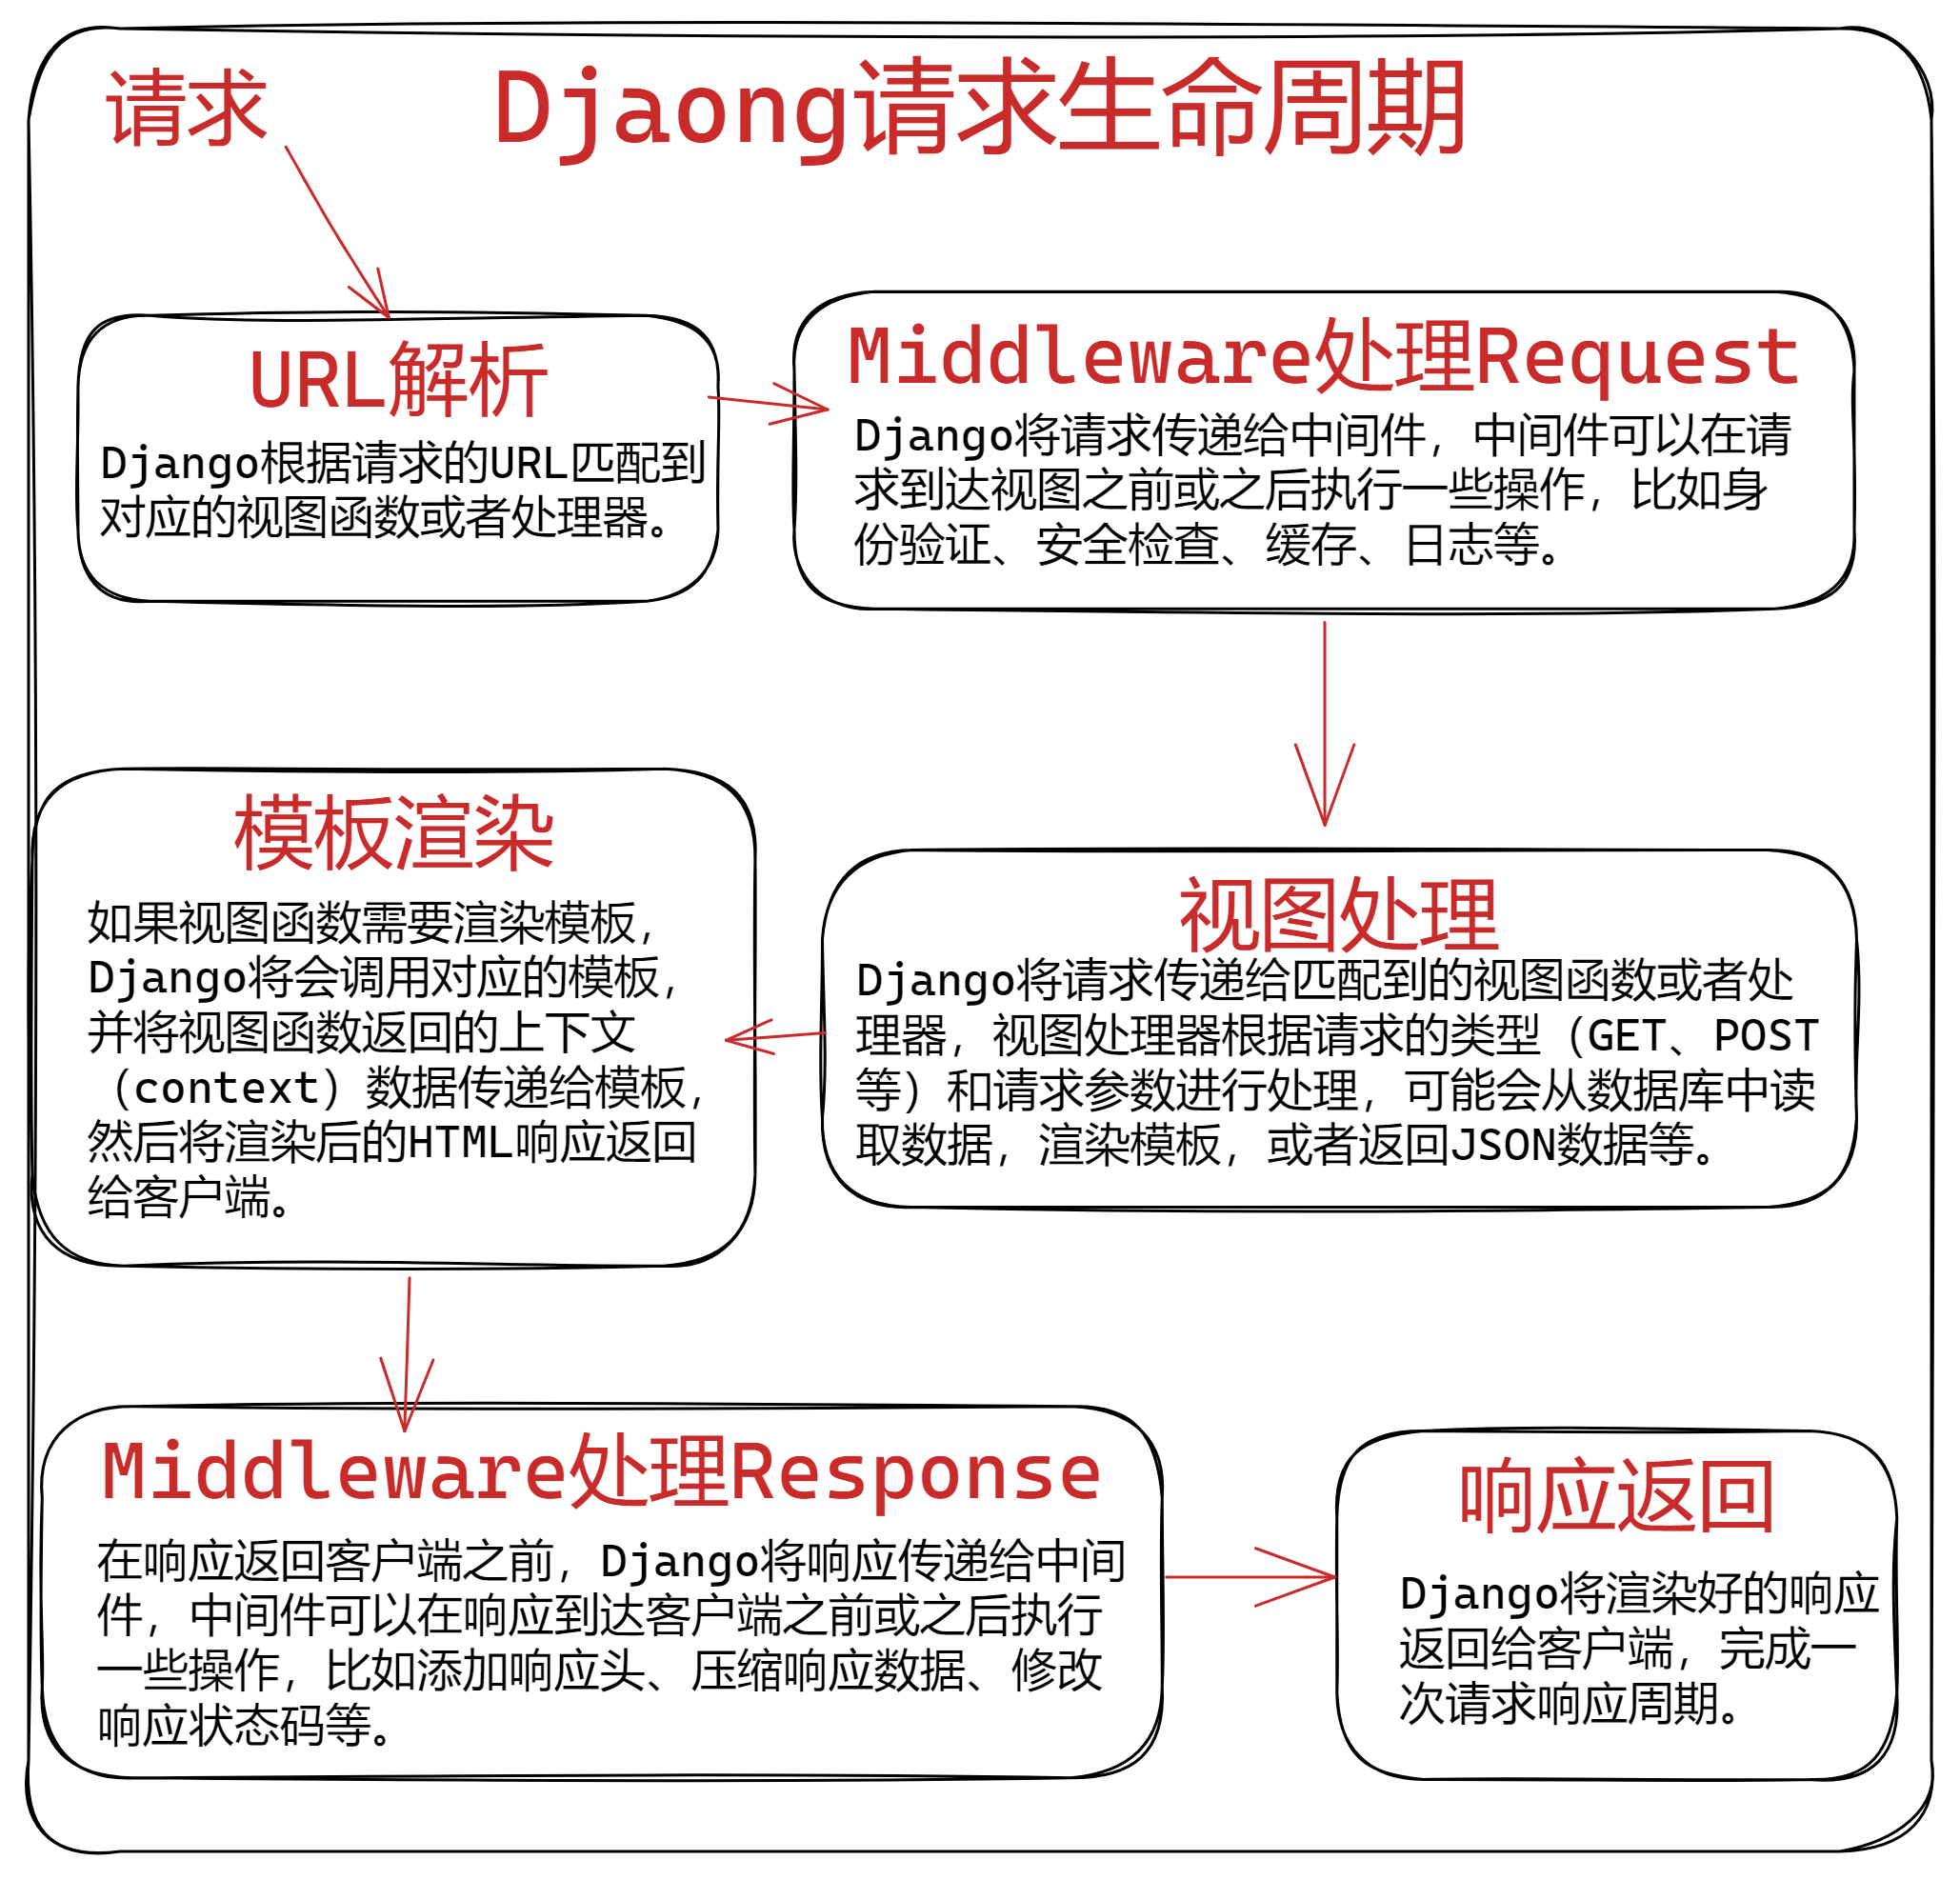 请求
Djaong请求生命周期
URL解析
Django根据请求的URL匹配到
对应的视图函数或者处理器。
Middleware处理Request
Django将请求传递给中间件，中间件可以在请
求到达视图之前或之后执行一些操作，比如身
份验证、安全检查、缓存、日志等。
视图处理
Django将请求传递给匹配到的视图函数或者处
理器，视图处理器根据请求的类型（GET、POST
等）和请求参数进行处理，可能会从数据库中读
取数据，渲染模板，或者返回JSON数据等。
模板渲染
如果视图函数需要渲染模板，
Django将会调用对应的模板，
并将视图函数返回的上下文
（context）数据传递给模板，
然后将渲染后的HTML响应返回
给客户端。
Middleware处理Response
在响应返回客户端之前，Django将响应传递给中间
件，中间件可以在响应到达客户端之前或之后执行
一些操作，比如添加响应头、压缩响应数据、修改
响应状态码等。
响应返回
Django将渲染好的响应
返回给客户端，完成一
次请求响应周期。